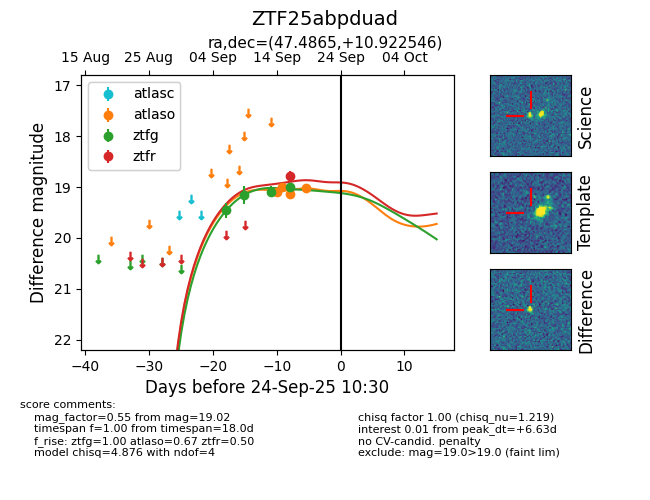 ZTF25abpduad
ra,dec=(47.4865,+10.922546)
15 Aug 25 Aug 04 Sep 14 Sep 24 Sep 04 Oct
atlasc
atlaso
ztfg
ztfr
17
18
19
20
21
22
Difference magnitude
−40 −30 −20 −10 0 10
Days before 24-Sep-25 10:30
Science
Template
Difference
score comments:
mag_factor=0.55 from mag=19.02
timespan f=1.00 from timespan=18.0d
f_rise: ztfg=1.00 atlaso=0.67 ztfr=0.50
model chisq=4.876 with ndof=4
chisq factor 1.00 (chisq_nu=1.219)
interest 0.01 from peak_dt=+6.63d
no CV-candid. penalty
exclude: mag=19.0>19.0 (faint lim)